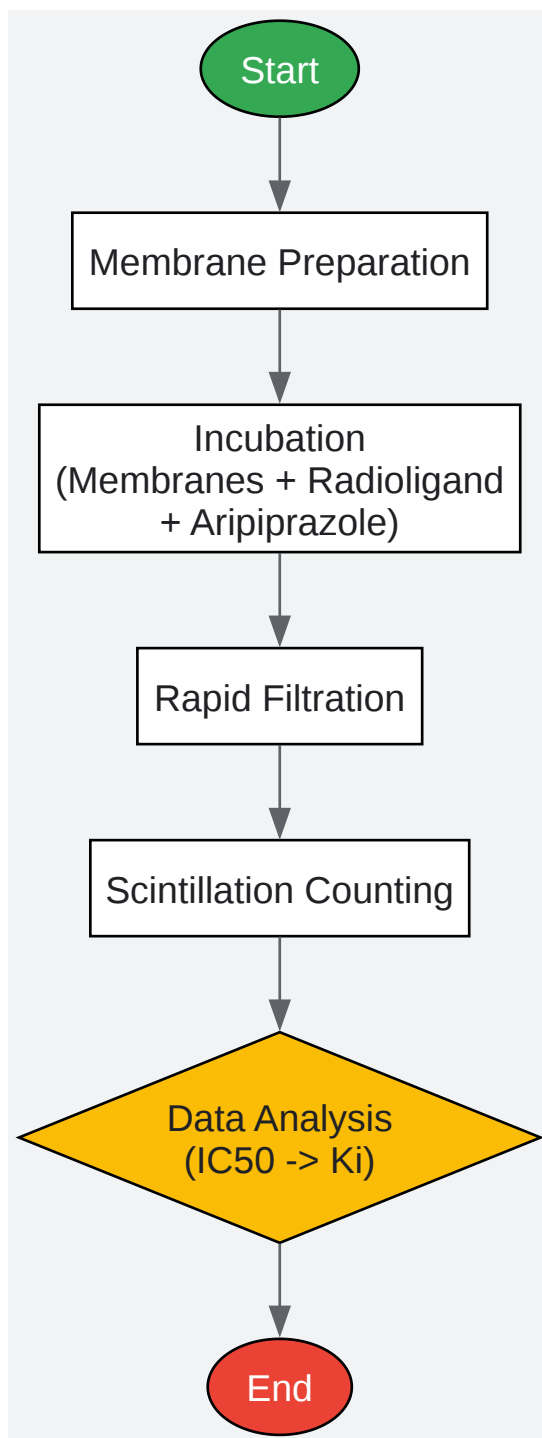 Start
Membrane Preparation
Incubation
(Membranes + Radioligand
+ Aripiprazole)
Rapid Filtration
Scintillation Counting
Data Analysis
(IC50 -> Ki)
End